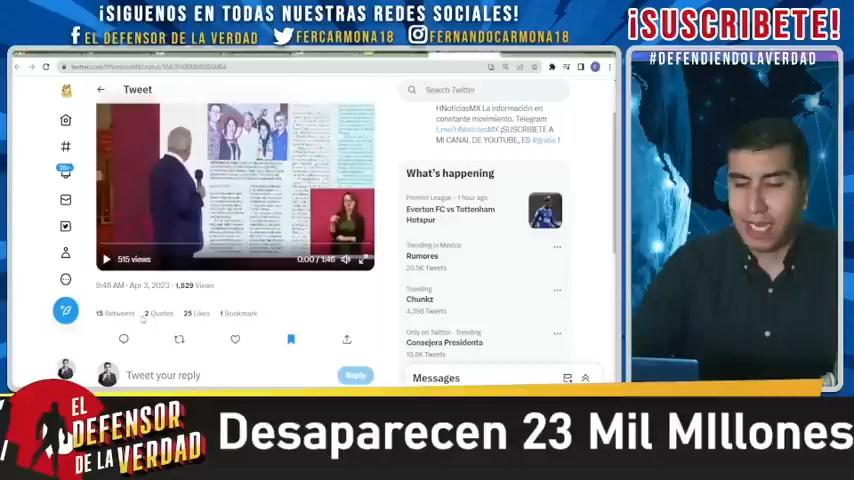 ¡SIGUENOS EN TODAS NUESTRAS REDES SOCIALES!
EL DEFENSOR DE LA VERDAD
FERCARMONA18
FERNANDOCARMONA18
¡SUSCRIBETE!
#DEFENDIENDOLAVERDAD
Tweet
Search Twitter
HNoticiasMX La información en
constante movimiento. Telegram
t.me/HNoticiasMX ¡SUSCRIBETE A
MI CANAL DE YOUTUBE, ES #gratis !
What's happening
Premier League · 1 hour ago
Everton FC vs Tottenham
Hotspur
Trending in Mexico
Rumores
20.5K Tweets
Trending
Chunkz
Tweets
Only on Twitter · Trending
Consejera Presidenta
10.8K Tweets
Messages
20+
515 views
0:00 / 1:46
9:48 AM · Apr 3, 2023 · 1,829 Views
15 Retweets
2 Quotes
25 Likes
1 Bookmark
Tweet your reply
Reply
EL
DEFENSOR
DE LA VERDAD
Desaparecen 23 Mil MIllones